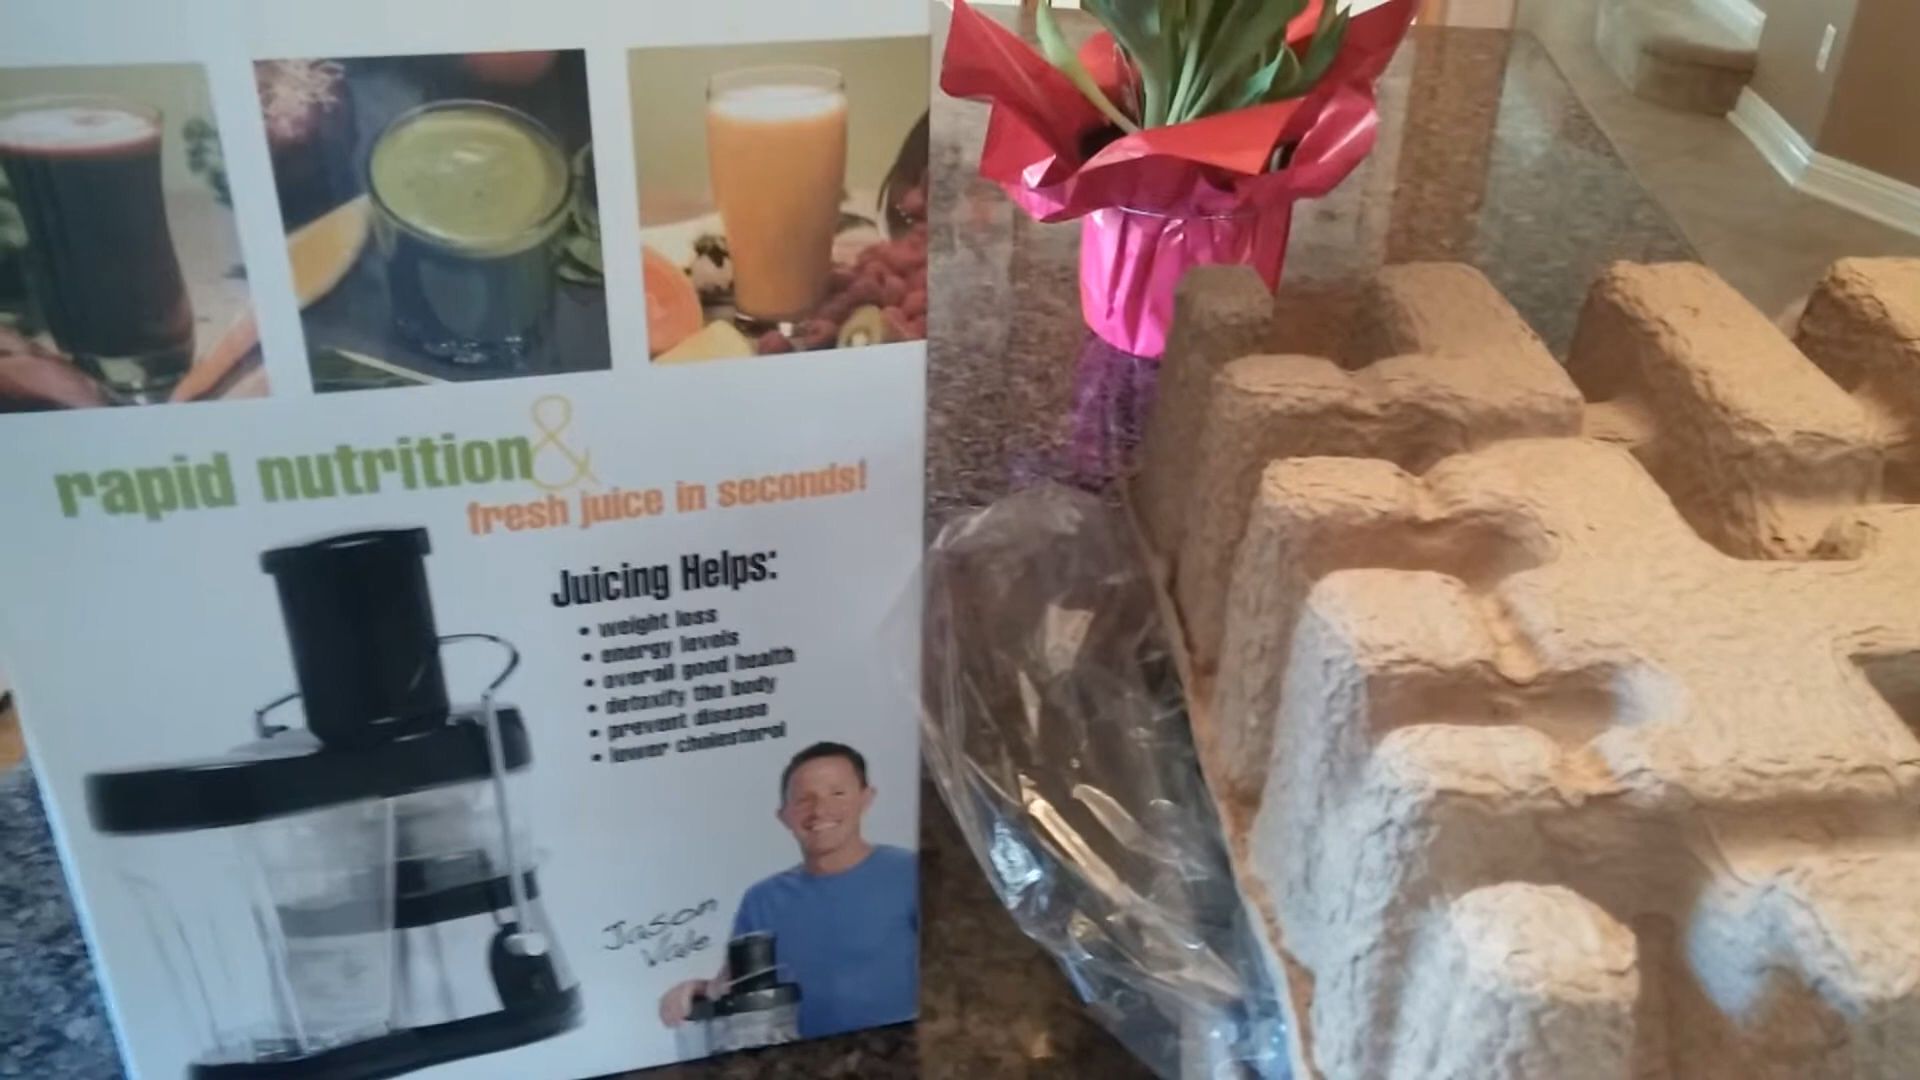 rapid nutrition &
fresh juice in seconds!
Juicing Helps:
• weight loss
• energy levels
• overall good health
• detoxify the body
• prevent disease
• lower cholesterol
Jason
Vale